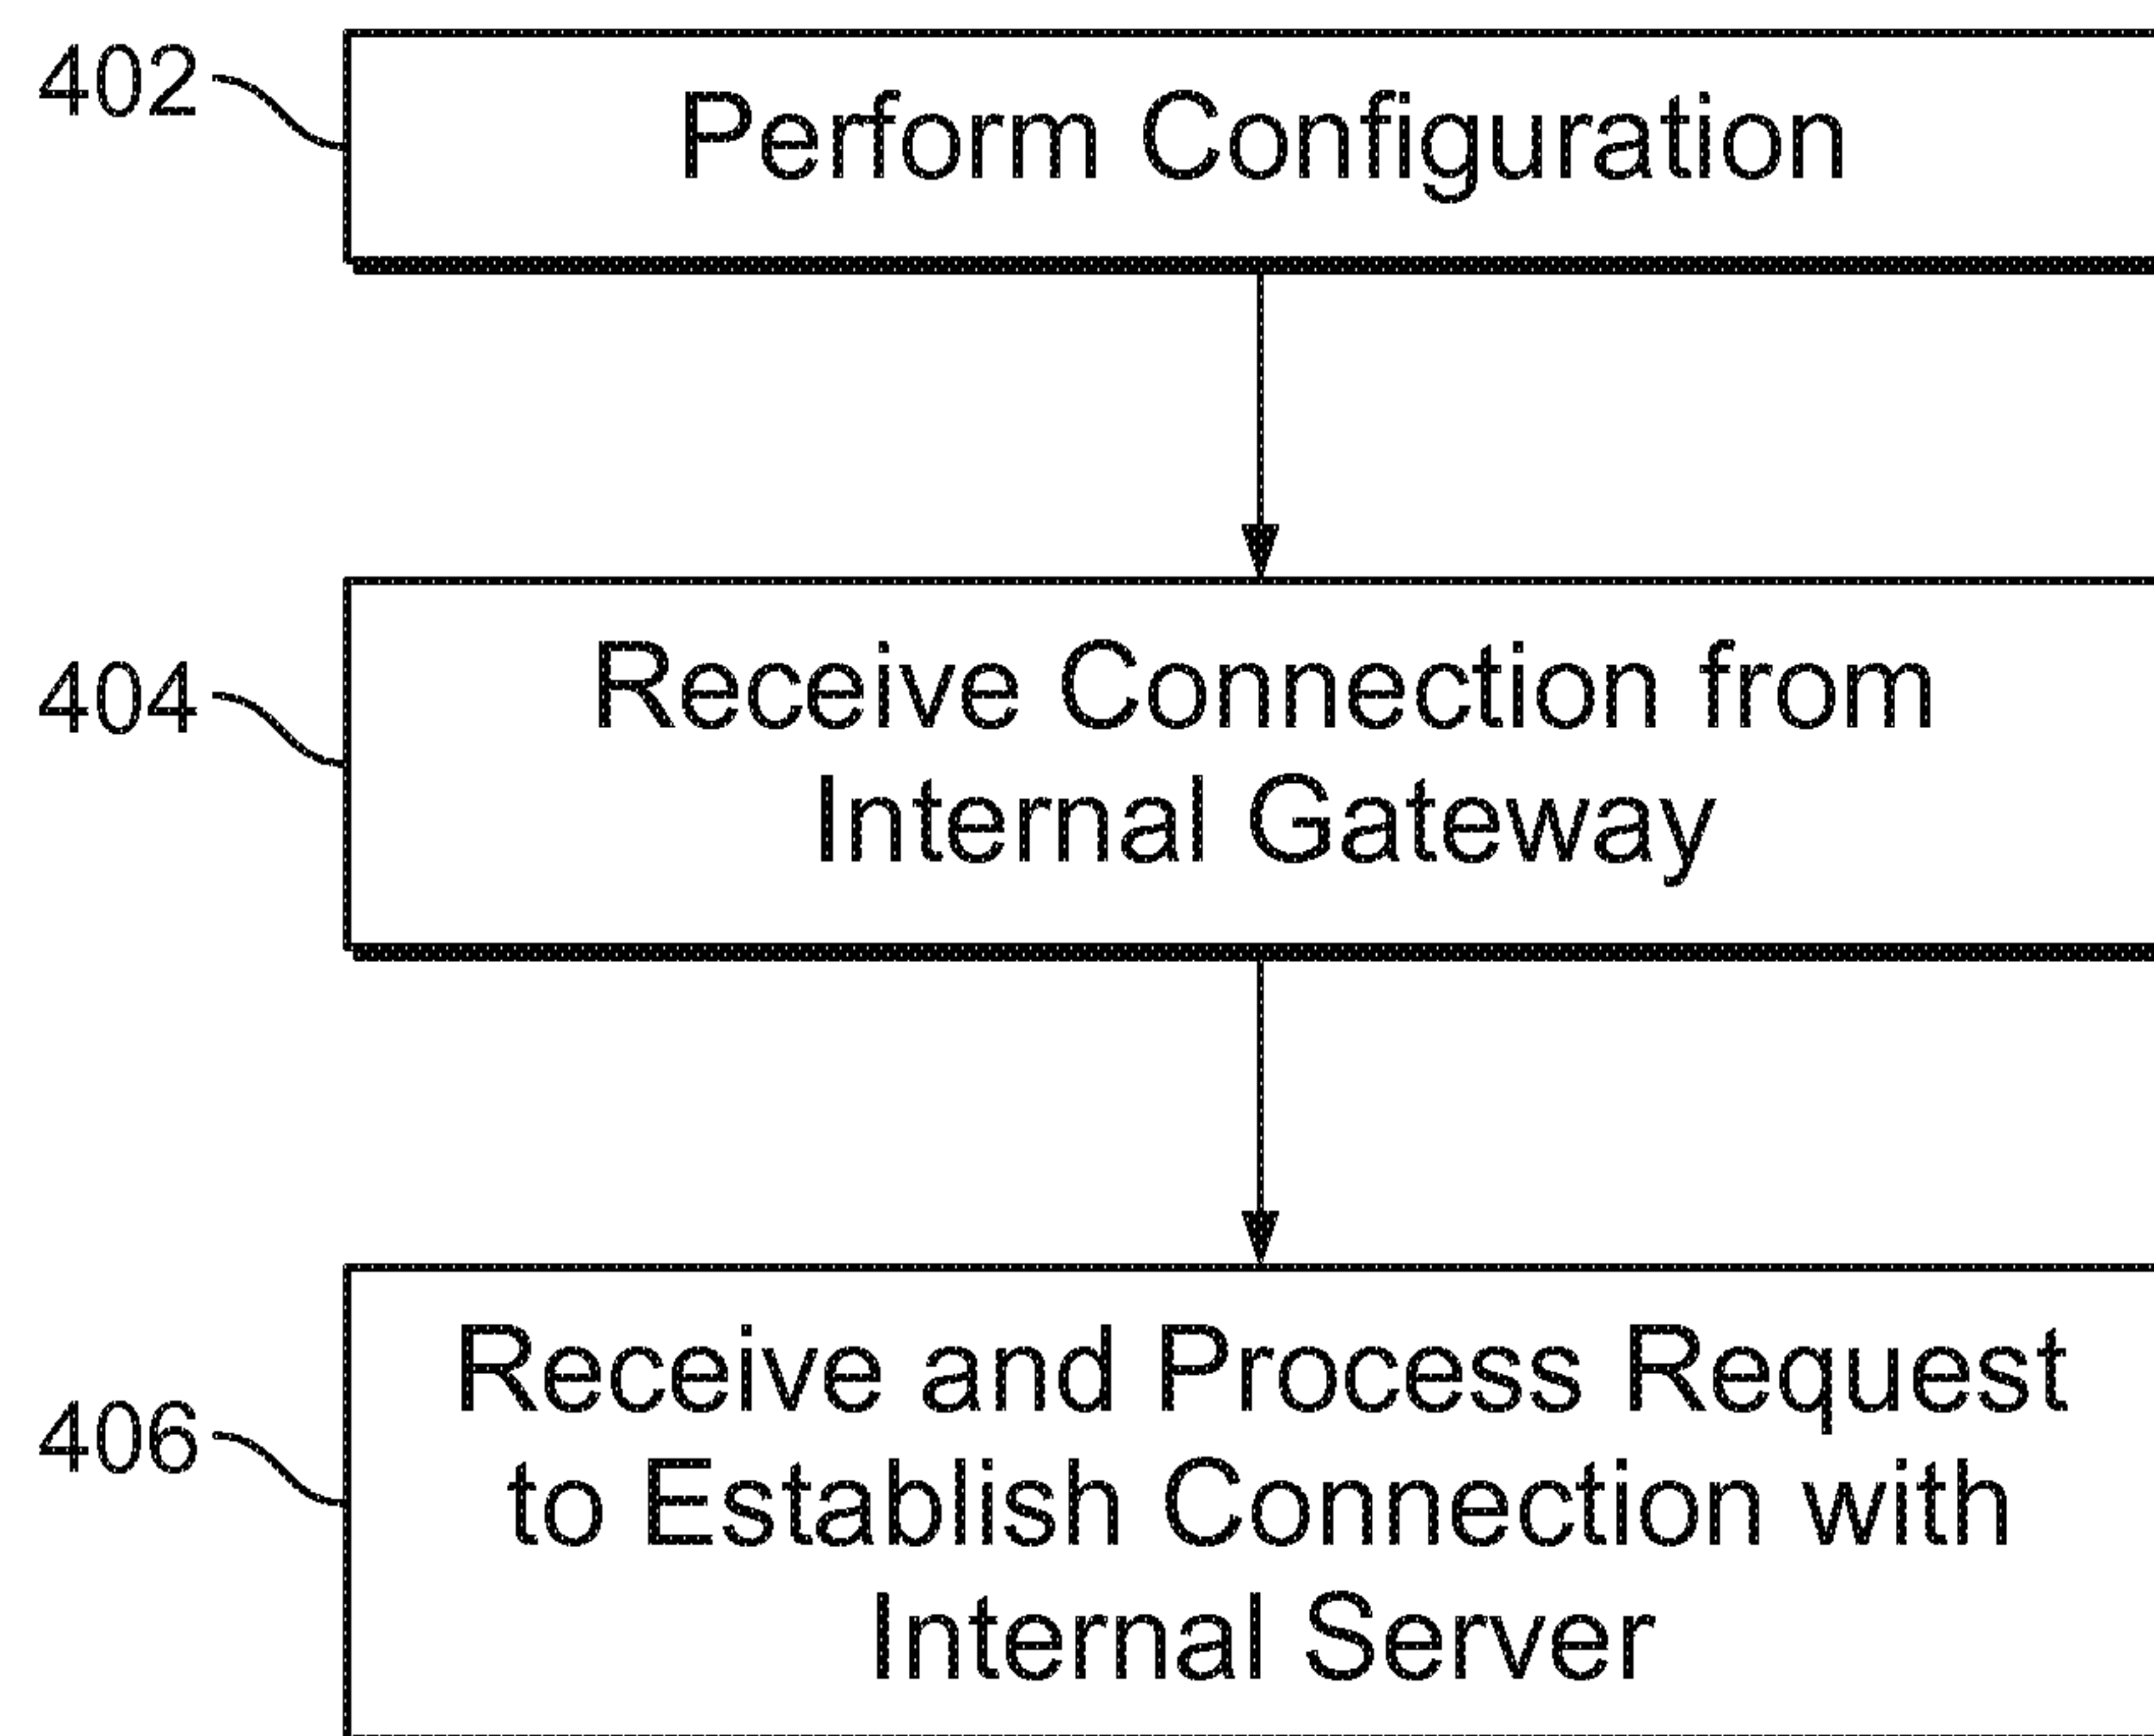 402
Perform Configuration
404
Receive Connection from
Internal Gateway
406
Receive and Process Request
to Establish Connection with
Internal Server